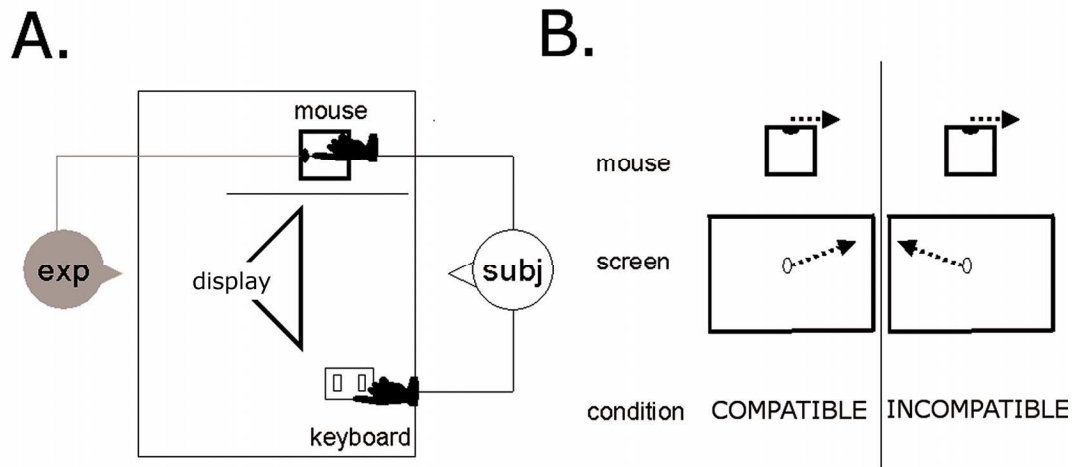 A.
mouse
exp
display
subj
keyboard
B.
mouse
screen
condition COMPATIBLE INCOMPATIBLE